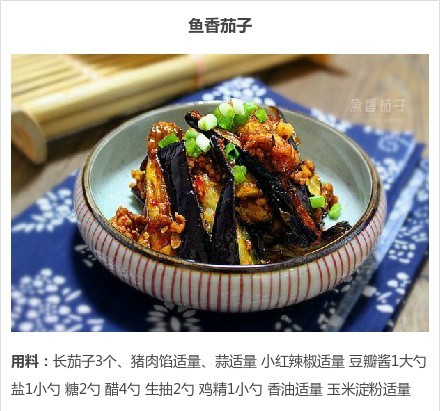 鱼香茄子
魚香茄子
用料：长茄子3个、猪肉馅适量、蒜适量 小红辣椒适量 豆瓣酱1大勺
盐1小勺 糖2勺 醋4勺 生抽2勺 鸡精1小勺 香油适量 玉米淀粉适量